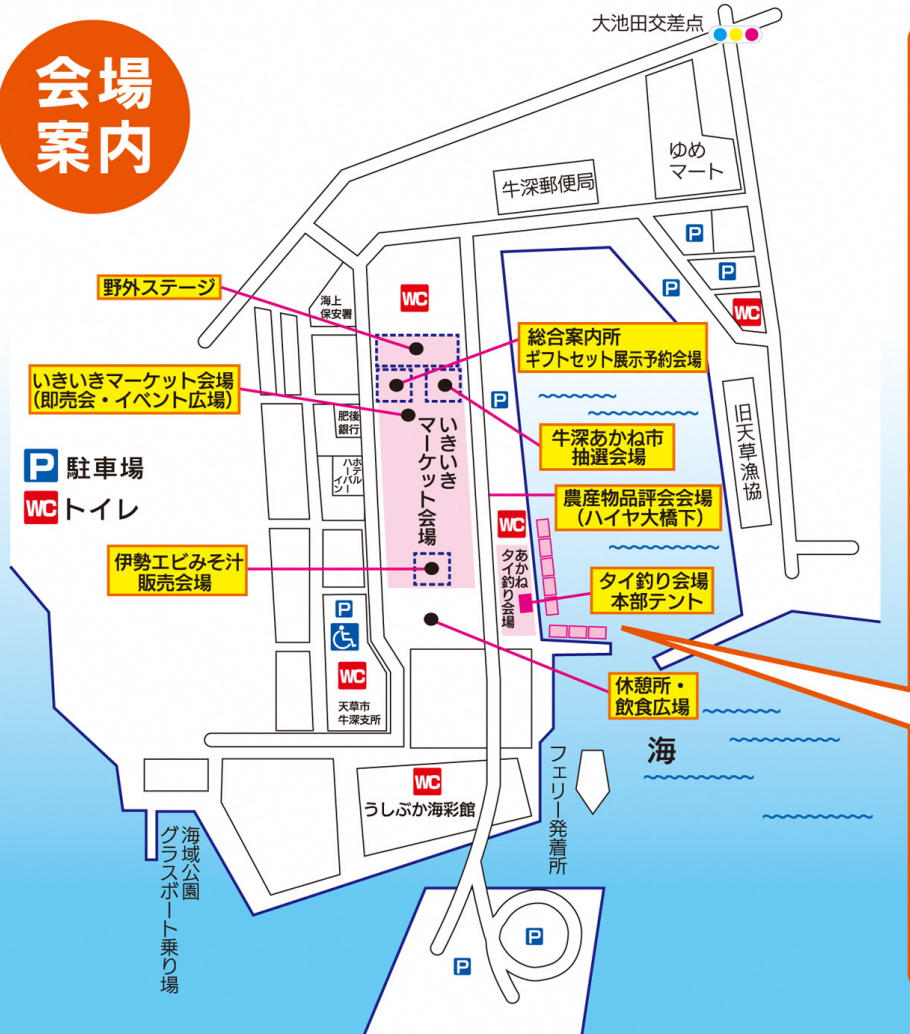 会場
案内
大池田交差点
ゆめ
マート
牛深郵便局
P
P
P
WC
野外ステージ
海上
保安署
WC
総合案内所
ギフトセット展示予約会場
いきいきマーケット会場
(即売会・イベント広場)
P
肥後
銀行
いきいき
マーケット会場
牛深あかね市
抽選会場
旧天草漁協
P 駐車場
WC トイレ
ホテル
ハーバー
イン
農産物品評会会場
(ハイヤ大橋下)
WC
伊勢エビみそ汁
販売会場
あかね
タイ釣り会場
タイ釣り会場
本部テント
P
WC
天草市
牛深支所
休憩所・
飲食広場
海
WC
うしぶか海彩館
フェリー発着所
海域公園
グラスボート乗り場
P
P